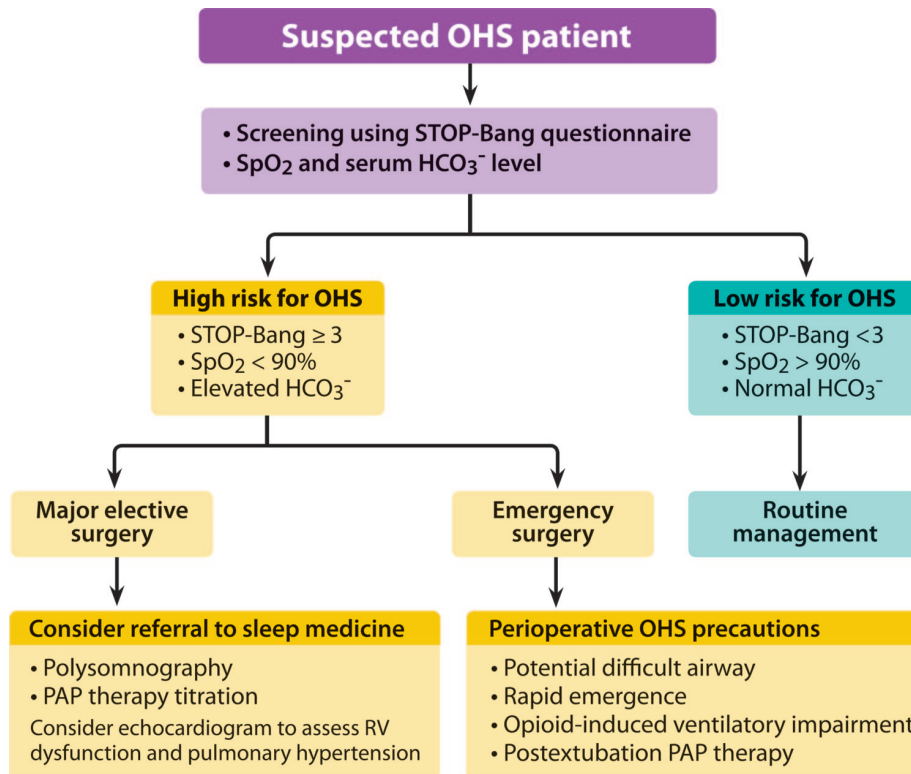 Suspected OHS patient
• Screening using STOP-Bang questionnaire
• SpO₂ and serum HCO₃⁻ level
High risk for OHS
• STOP-Bang ≥ 3
• SpO₂ < 90%
• Elevated HCO₃⁻
Low risk for OHS
• STOP-Bang <3
• SpO₂ > 90%
• Normal HCO₃⁻
Major elective
surgery
Emergency
surgery
Routine
management
Consider referral to sleep medicine
• Polysomnography
• PAP therapy titration
Consider echocardiogram to assess RV
dysfunction and pulmonary hypertension
Perioperative OHS precautions
• Potential difficult airway
• Rapid emergence
• Opioid-induced ventilatory impairment
• Postextubation PAP therapy